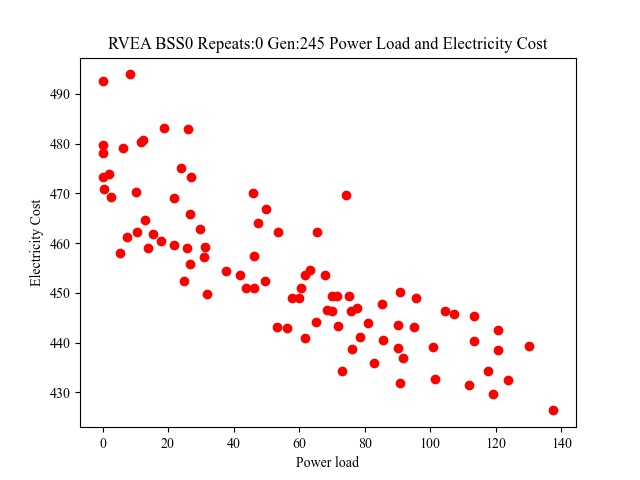 RVEA BSS0 Repeats:0 Gen:245 Power Load and Electricity Cost
490
480
470
460
450
440
430
Electricity Cost
0 20 40 60 80 100 120 140
Power load